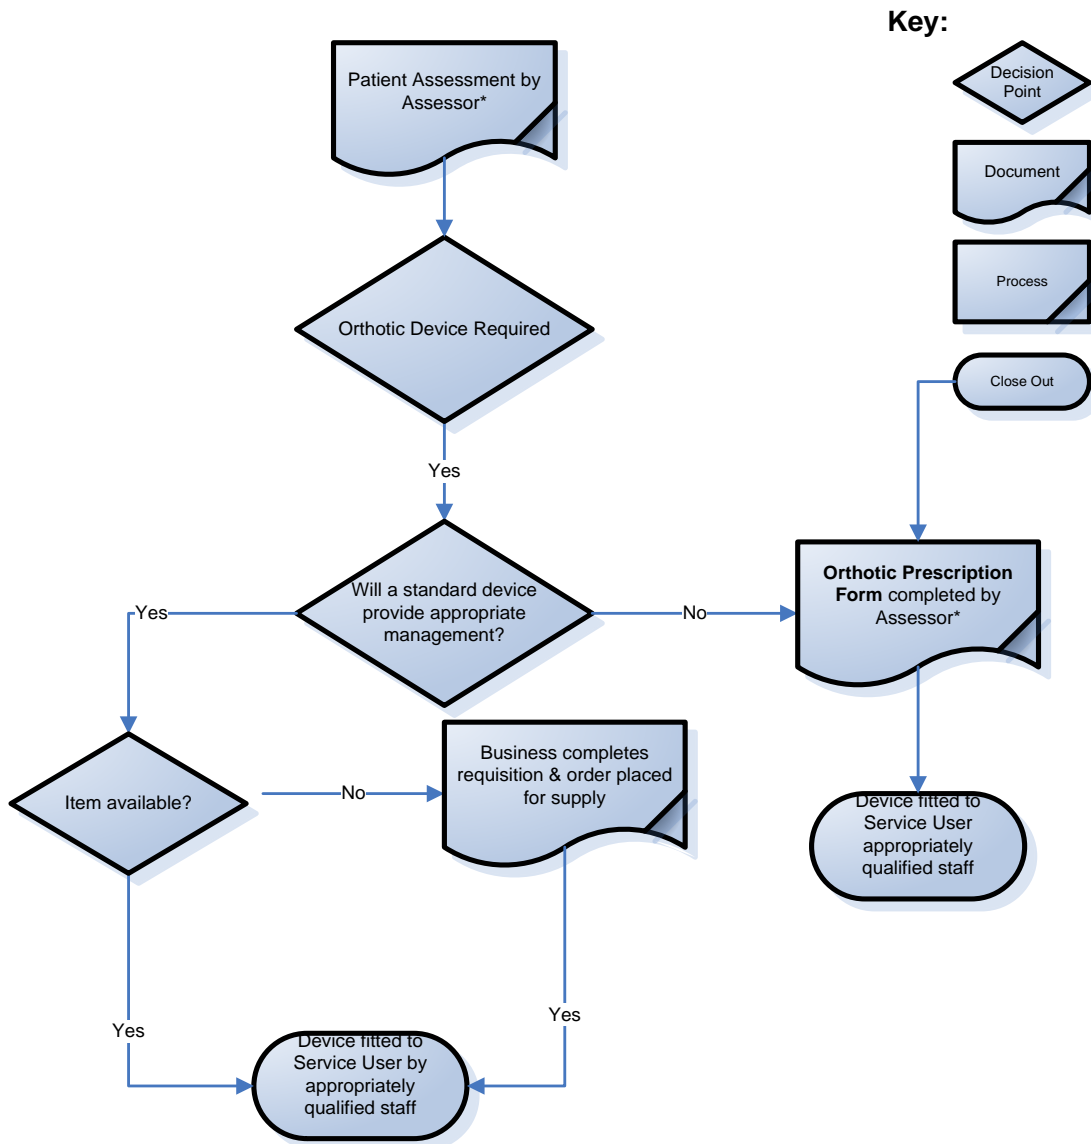 Key:
Patient Assessment by
Assessor*
Decision
Point
Document
Process
Close Out
Orthotic Device Required
Yes
Will a standard device
provide appropriate
management?
Yes
No
Orthotic Prescription
Form completed by
Assessor*
Item available?
No
Business completes
requisition & order placed
for supply
Device fitted to
Service User
appropriately
qualified staff
Yes
Yes
Device fitted to
Service User by
appropriately
qualified staff